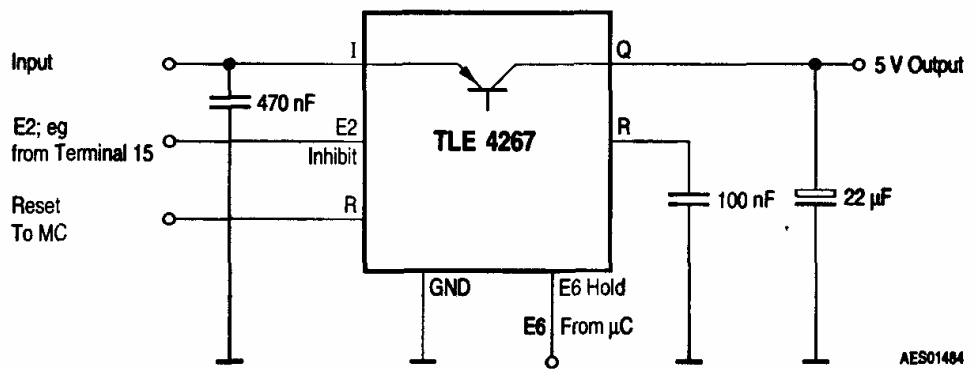 Input
I
Q
5 V Output
470 nF
E2; eg
from Terminal 15
E2
Inhibit
TLE 4267
R
Reset
To MC
R
100 nF
22 µF
GND
E6 Hold
E6 From µC
AES01484